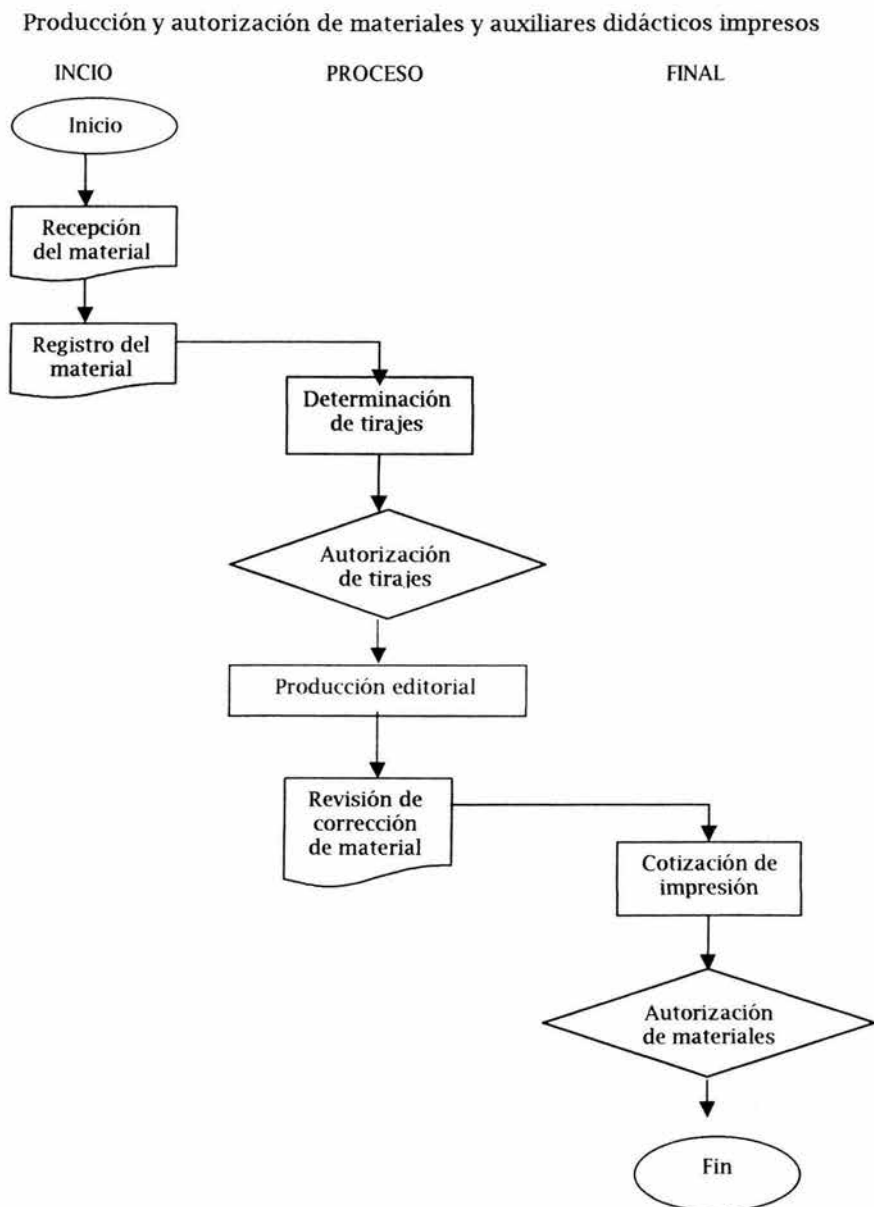 Producción y autorización de materiales y auxiliares didácticos impresos
INCIO
PROCESO
FINAL
Inicio
Recepción
del material
Registro del
material
Determinación
de tirajes
Autorización
de tirajes
Producción editorial
Revisión de
corrección
de material
Cotización de
impresión
Autorización
de materiales
Fin